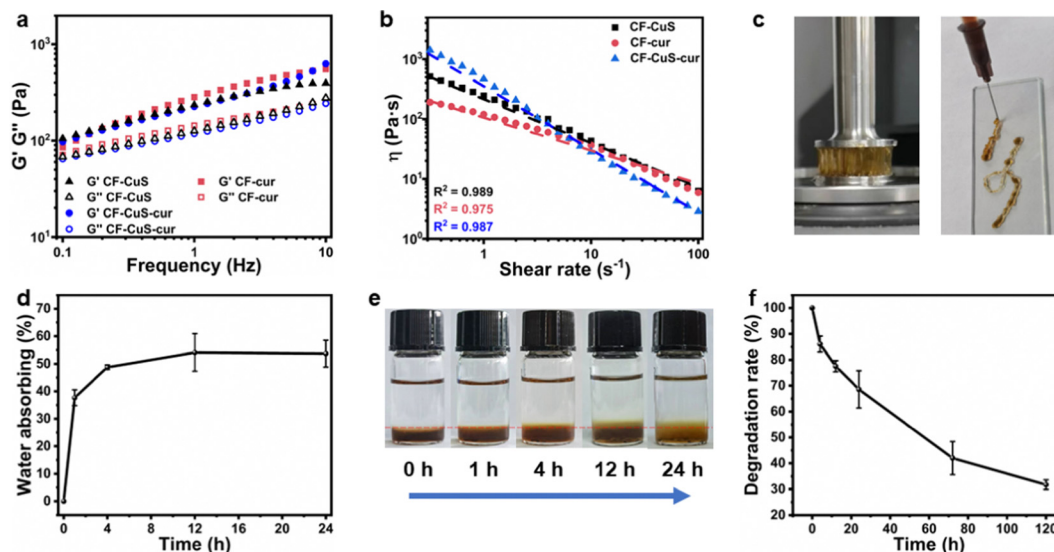 a
G' G'' (Pa)
10³
10²
10¹
0.1 1 10
Frequency (Hz)
G' CF-CuS
G'' CF-CuS
G' CF-CuS-cur
G'' CF-CuS-cur
G' CF-cur
G'' CF-cur
b
η (Pa·s)
10³
10²
10¹
10⁰
1 10 100
Shear rate (s⁻¹)
CF-CuS
CF-cur
CF-CuS-cur
R² = 0.989
R² = 0.975
R² = 0.987
c
d
Water absorbing (%)
70
60
50
40
30
20
10
0
0 4 8 12 16 20 24
Time (h)
e
0 h 1 h 4 h 12 h 24 h
f
Degradation rate (%)
100
90
80
70
60
50
40
30
20
0 20 40 60 80 100 120
Time (h)